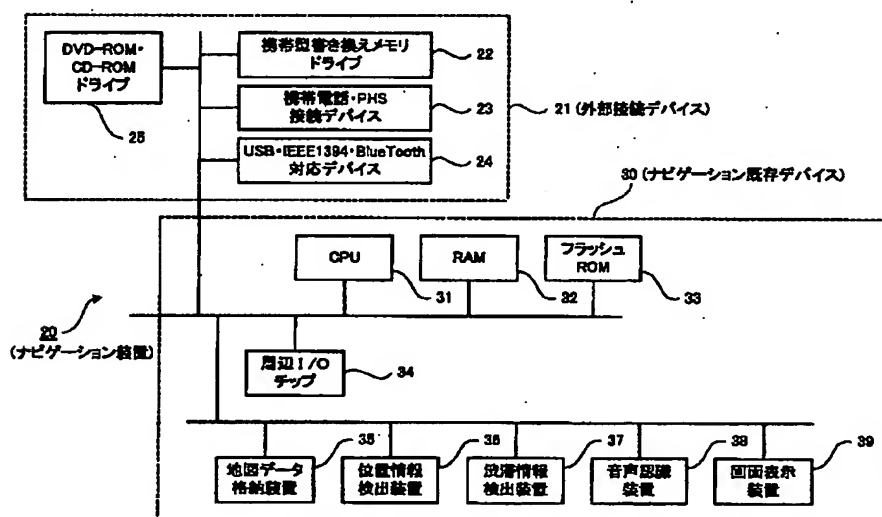 DVD-ROM・
CD-ROM
ドライブ
25
携帯型書き換えメモリ
ドライブ
22
携帯電話・PHS
接続デバイス
23
USB・IEEE1394・BlueTooth
対応デバイス
24
21(外部接続デバイス)
30(ナビゲーション既存デバイス)
CPU
31
RAM
32
フラッシュ
ROM
33
20
(ナビゲーション装置)
周辺I/O
チップ
34
地図データ
格納装置
35
位置情報
検出装置
36
渋滞情報
検出装置
37
音声認識
装置
38
画面表示
装置
39